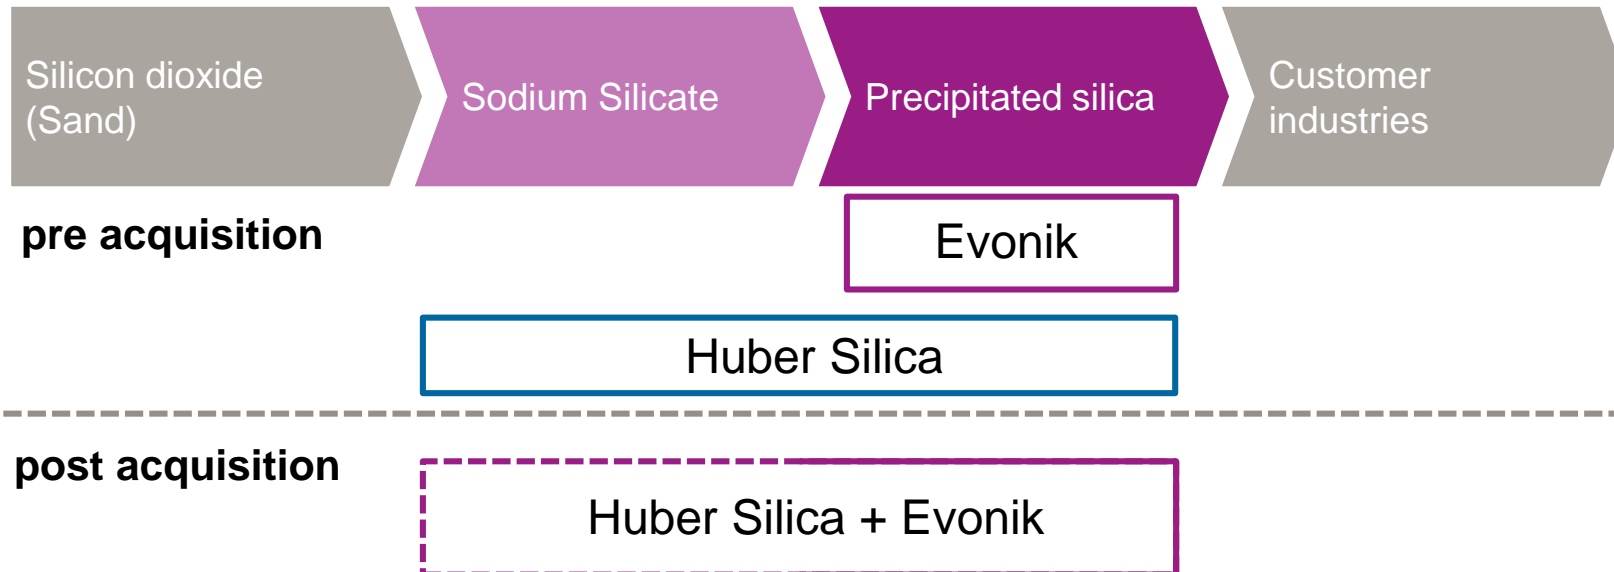 Silicon dioxide
(Sand)
Sodium Silicate
Precipitated silica
Customer
industries
pre acquisition
Evonik
Huber Silica
post acquisition
Huber Silica + Evonik